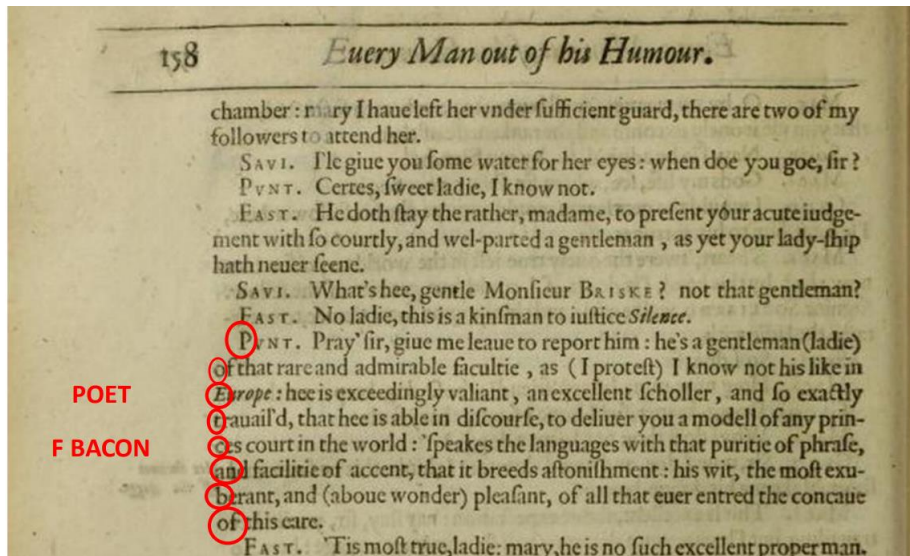 158 Euery Man out of his Humour.
chamber : mary I haue left her vnder ſufficient guard, there are two of my
followers to attend her.
SAVI. I'le giue you ſome water for her eyes : when doe you goe, ſir ?
PVNT. Certes, ſweet ladie, I know not.
FAST. He doth ſtay the rather, madame, to preſent your acute iudge-
ment with ſo courtly, and wel-parted a gentleman , as yet your lady-ſhip
hath neuer ſeene.
SAVI. What's hee, gentle Monſieur BRISKE ? not that gentleman?
FAST. No ladie, this is a kinſman to iuſtice Silence.
PVNT. Pray' ſir, giue me leaue to report him : he's a gentleman (ladie)
of that rare and admirable facultie , as ( I proteſt) I know not his like in
Europe : hee is exceedingly valiant , an excellent ſcholler , and ſo exactly
trauail'd, that hee is able in diſcourſe, to deliuer you a modell of any prin-
ces court in the world : 'ſpeakes the languages with that puritie of phraſe,
and facilitie of accent, that it breeds aſtoniſhment : his wit, the moſt exu-
berant, and (aboue wonder) pleaſant, of all that euer entred the concaue
of this eare.
FAST. 'Tis moſt true, ladie: mary, he is no ſuch excellent proper man.
POET
F BACON